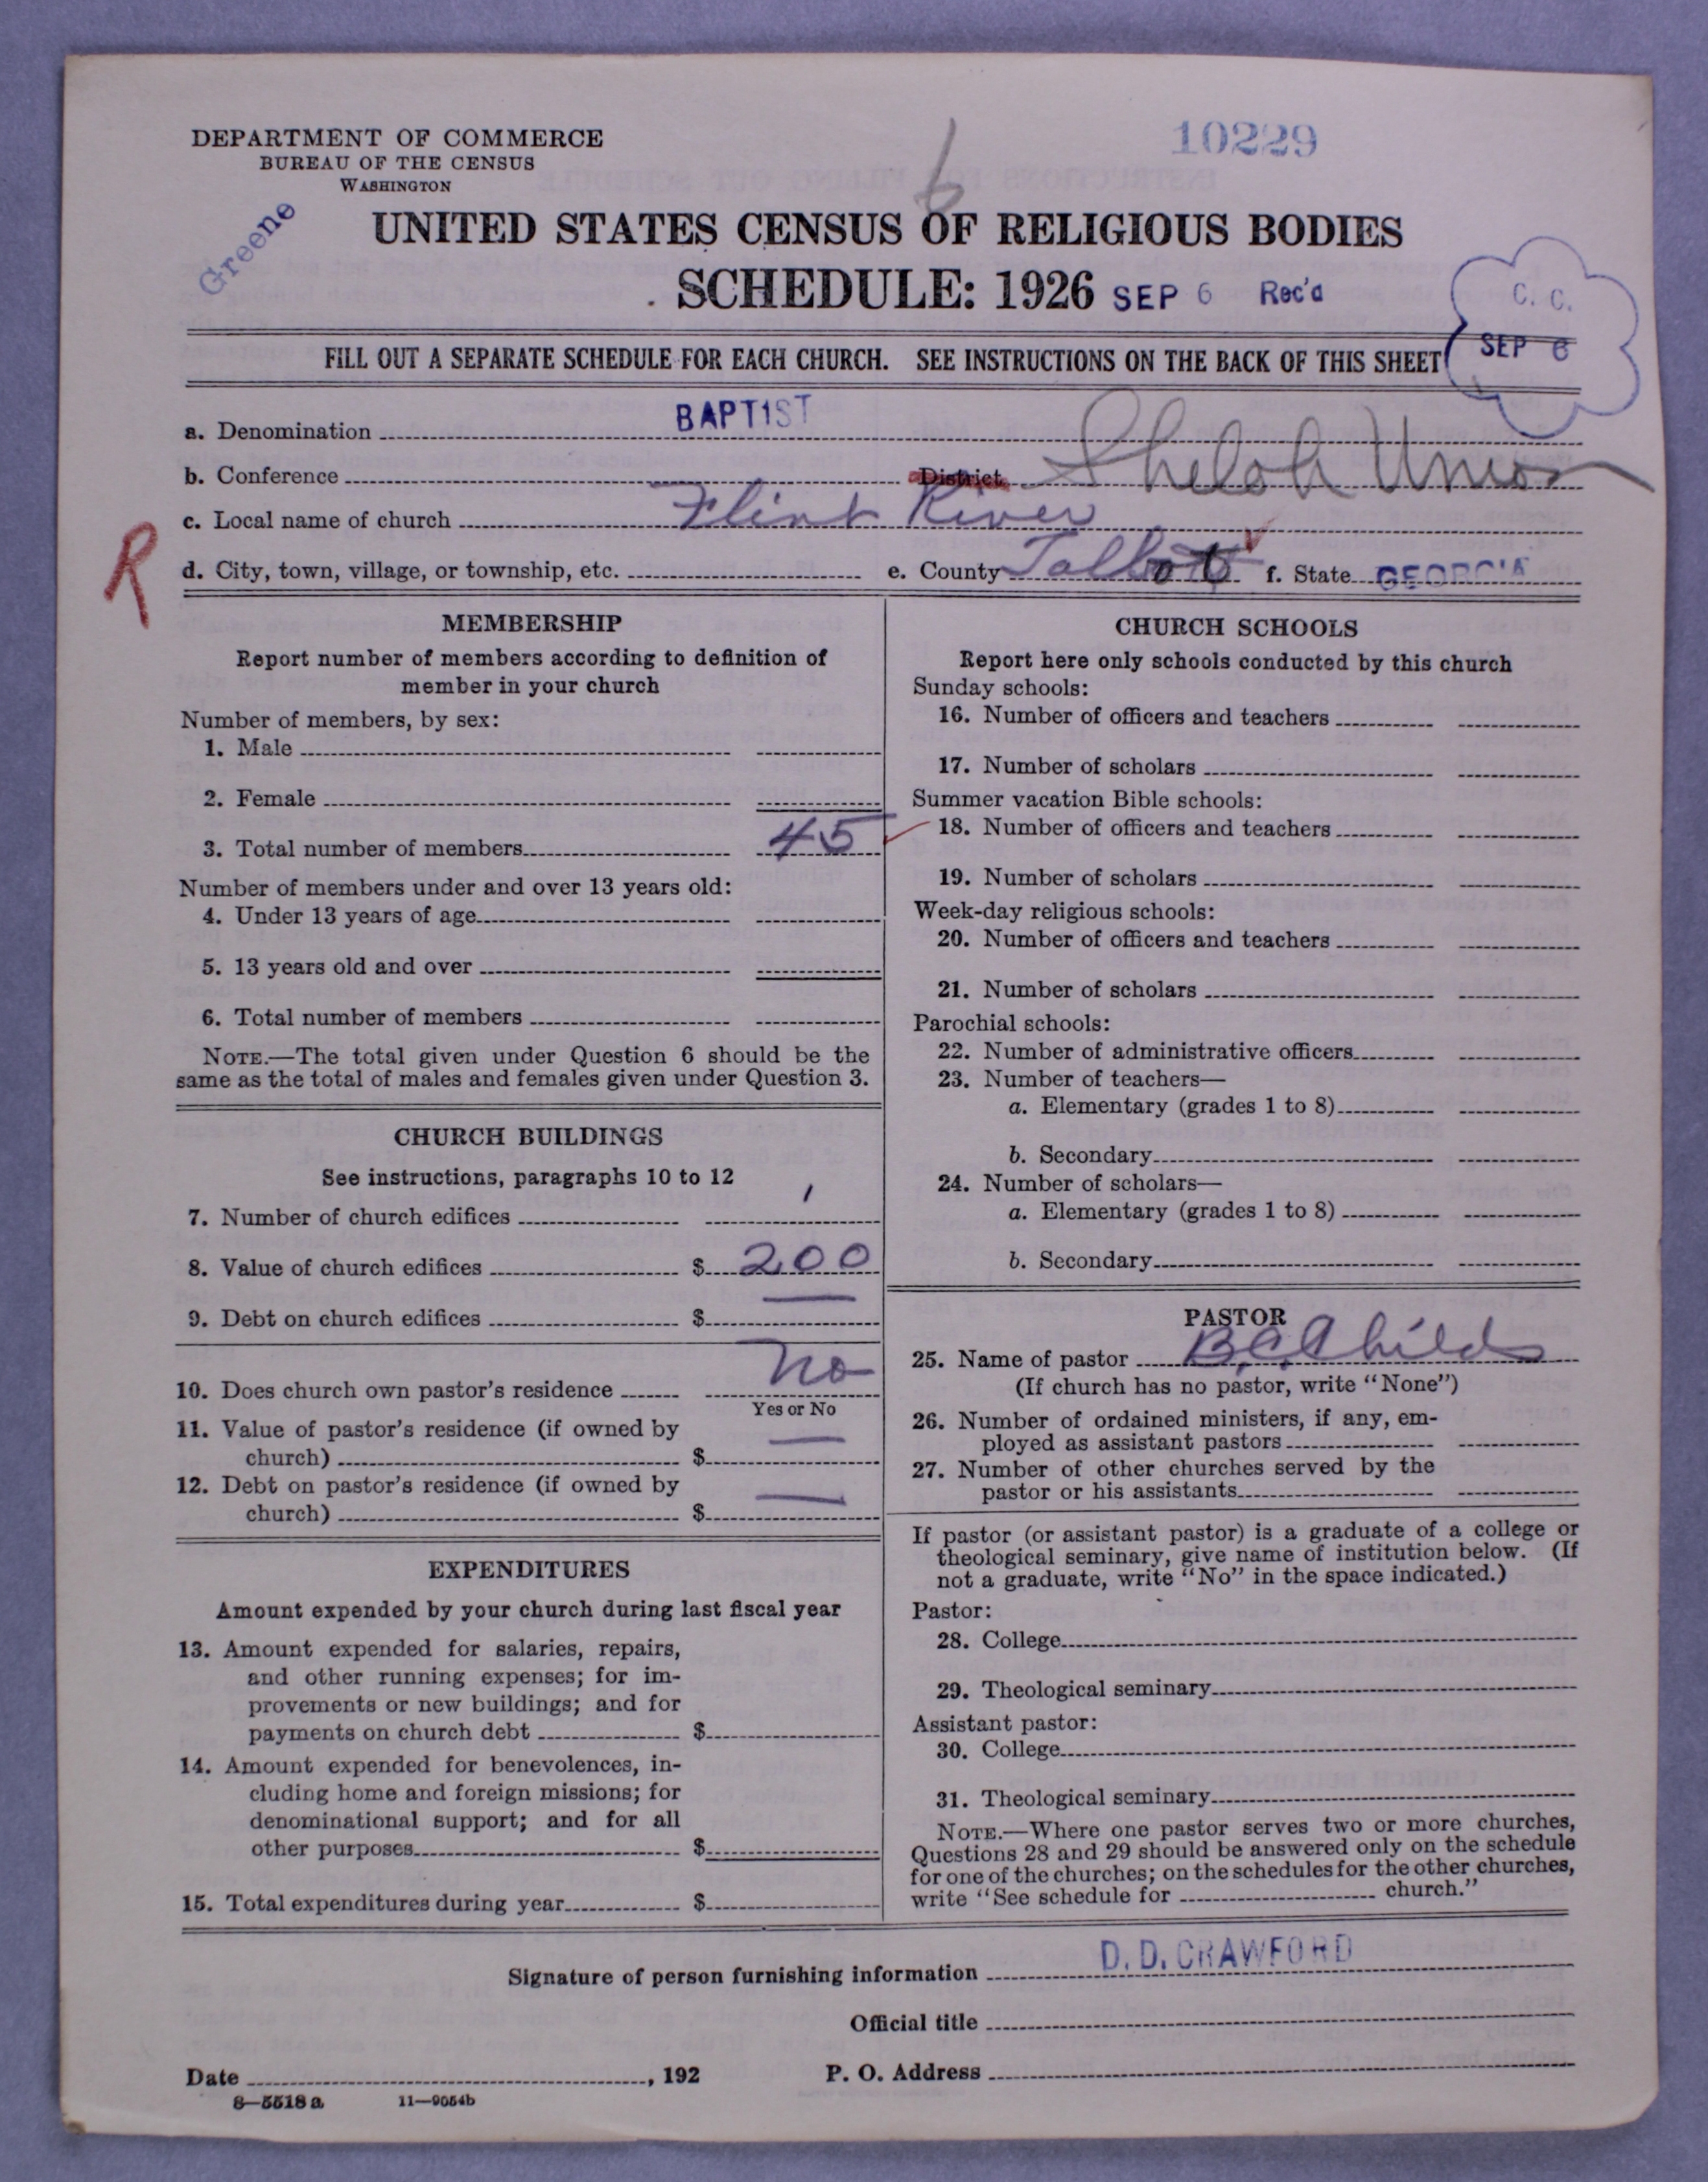 DEPARTMENT OF COMMERCE
BUREAU OF THE CENSUS
WASHINGTON
10229
6
Greene
UNITED STATES CENSUS OF RELIGIOUS BODIES
SCHEDULE: 1926 SEP 6 Rec'd
C. C.
SEP 6
FILL OUT A SEPARATE SCHEDULE FOR EACH CHURCH. SEE INSTRUCTIONS ON THE BACK OF THIS SHEET
a. Denomination BAPTIST
b. Conference District Sheloh Union
c. Local name of church Flint River
R
d. City, town, village, or township, etc. e. County Talbot f. State GEORGIA
MEMBERSHIP
Report number of members according to definition of
member in your church
Number of members, by sex:
1. Male
2. Female
3. Total number of members 45
Number of members under and over 13 years old:
4. Under 13 years of age
5. 13 years old and over
6. Total number of members
NOTE.—The total given under Question 6 should be the
same as the total of males and females given under Question 3.
CHURCH BUILDINGS
See instructions, paragraphs 10 to 12
7. Number of church edifices 1
8. Value of church edifices $ 200
9. Debt on church edifices $ —
10. Does church own pastor's residence No
Yes or No
11. Value of pastor's residence (if owned by
church) $ —
12. Debt on pastor's residence (if owned by
church) $ —
EXPENDITURES
Amount expended by your church during last fiscal year
13. Amount expended for salaries, repairs,
and other running expenses; for im-
provements or new buildings; and for
payments on church debt $
14. Amount expended for benevolences, in-
cluding home and foreign missions; for
denominational support; and for all
other purposes $
15. Total expenditures during year $
CHURCH SCHOOLS
Report here only schools conducted by this church
Sunday schools:
16. Number of officers and teachers
17. Number of scholars
Summer vacation Bible schools:
18. Number of officers and teachers
19. Number of scholars
Week-day religious schools:
20. Number of officers and teachers
21. Number of scholars
Parochial schools:
22. Number of administrative officers
23. Number of teachers—
a. Elementary (grades 1 to 8)
b. Secondary
24. Number of scholars—
a. Elementary (grades 1 to 8)
b. Secondary
PASTOR
25. Name of pastor B.C. Childs
(If church has no pastor, write "None")
26. Number of ordained ministers, if any, em-
ployed as assistant pastors
27. Number of other churches served by the
pastor or his assistants
If pastor (or assistant pastor) is a graduate of a college or
theological seminary, give name of institution below. (If
not a graduate, write "No" in the space indicated.)
Pastor:
28. College
29. Theological seminary
Assistant pastor:
30. College
31. Theological seminary
NOTE.—Where one pastor serves two or more churches,
Questions 28 and 29 should be answered only on the schedule
for one of the churches; on the schedules for the other churches,
write "See schedule for church."
Signature of person furnishing information D. D. CRAWFORD
Official title
Date , 192 P. O. Address
8—5518 a 11—9054b